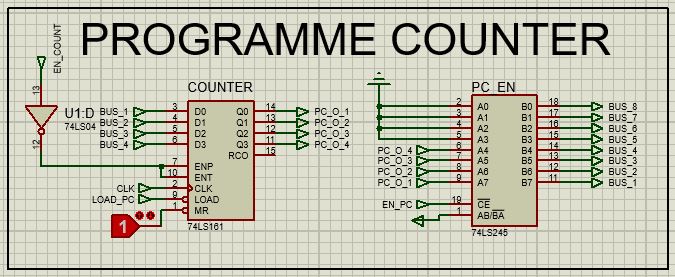 PROGRAMME COUNTER
EN_COUNT
13
U1:D
74LS04
12
COUNTER
BUS_1 3 D0 Q0 14 PC_O_1
BUS_2 4 D1 Q1 13 PC_O_2
BUS_3 5 D2 Q2 12 PC_O_3
BUS_4 6 D3 Q3 11 PC_O_4
RCO 15
7 ENP
10 ENT
CLK 2 CLK
LOAD_PC 9 LOAD
1 1 MR
74LS161
PC_EN
2 A0 B0 18 BUS_8
3 A1 B1 17 BUS_7
4 A2 B2 16 BUS_6
5 A3 B3 15 BUS_5
PC_O_4 6 A4 B4 14 BUS_4
PC_O_3 7 A5 B5 13 BUS_3
PC_O_2 8 A6 B6 12 BUS_2
PC_O_1 9 A7 B7 11 BUS_1
EN_PC 19 CE
1 AB/BA
74LS245